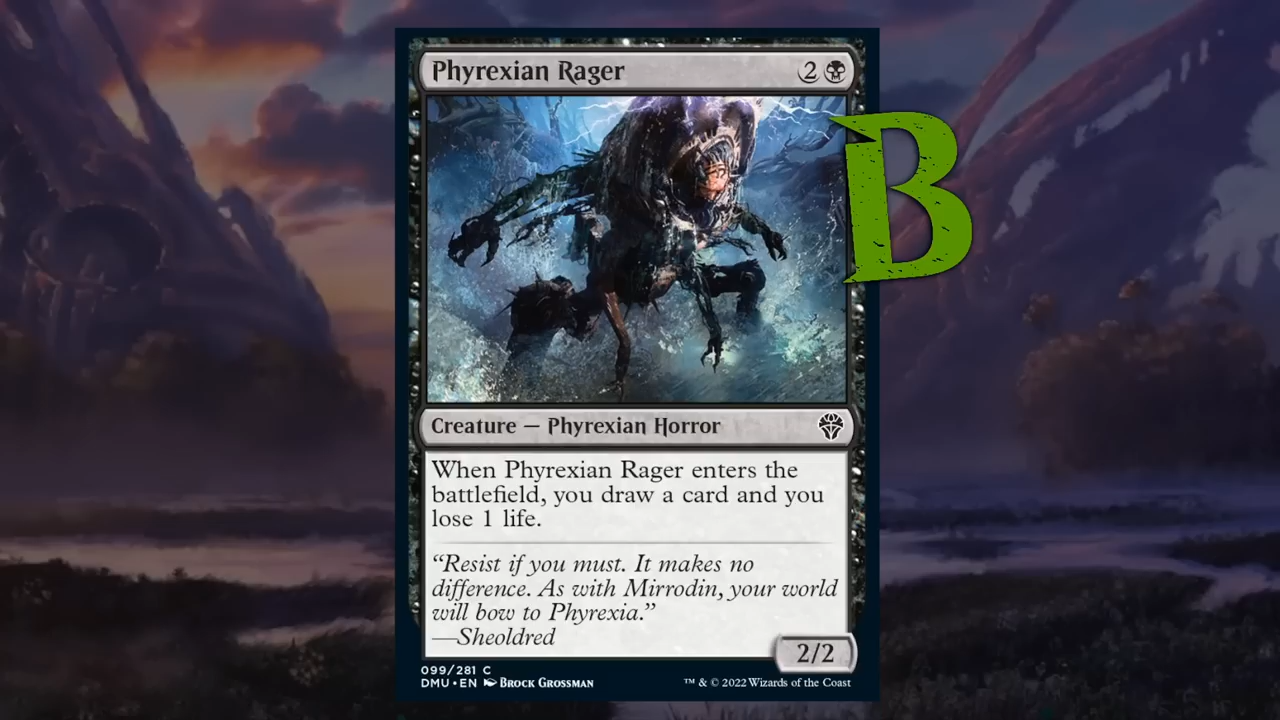 Phyrexian Rager 2
B
Creature — Phyrexian Horror
When Phyrexian Rager enters the
battlefield, you draw a card and you
lose 1 life.
“Resist if you must. It makes no
difference. As with Mirrodin, your world
will bow to Phyrexia.”
—Sheoldred
2/2
099/281 C
DMU • EN Brock Grossman
™ & © 2022 Wizards of the Coast